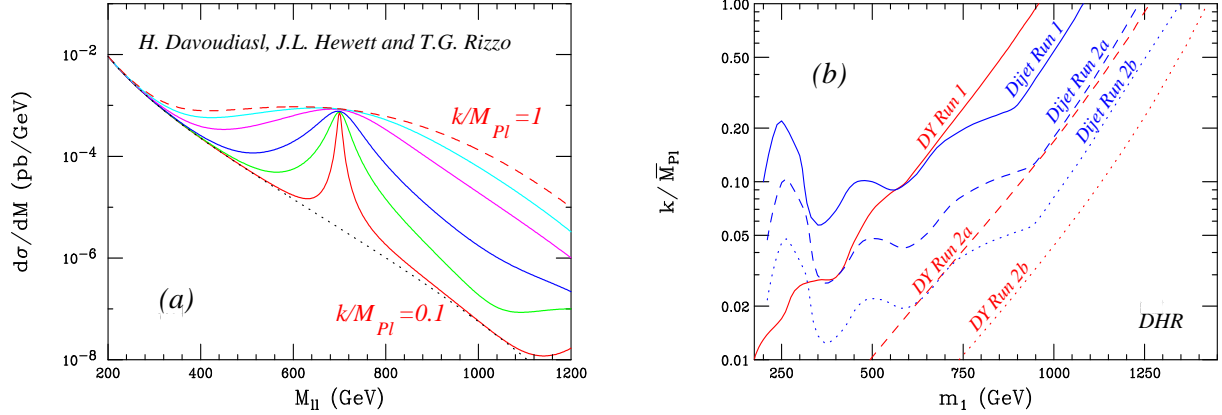 (a)
H. Davoudiasl, J.L. Hewett and T.G. Rizzo
k/M_Pl=1
k/M_Pl=0.1
dσ/dM (pb/GeV)
10^-2
10^-4
10^-6
10^-8
200 400 600 800 1000 1200
M_ll (GeV)
(b)
DY Run 1
Dijet Run 1
Dijet Run 2a
Dijet Run 2b
DY Run 2a
DY Run 2b
DHR
k/M̅_Pl
1.00
0.50
0.20
0.10
0.05
0.02
0.01
250 500 750 1000 1250
m_1 (GeV)